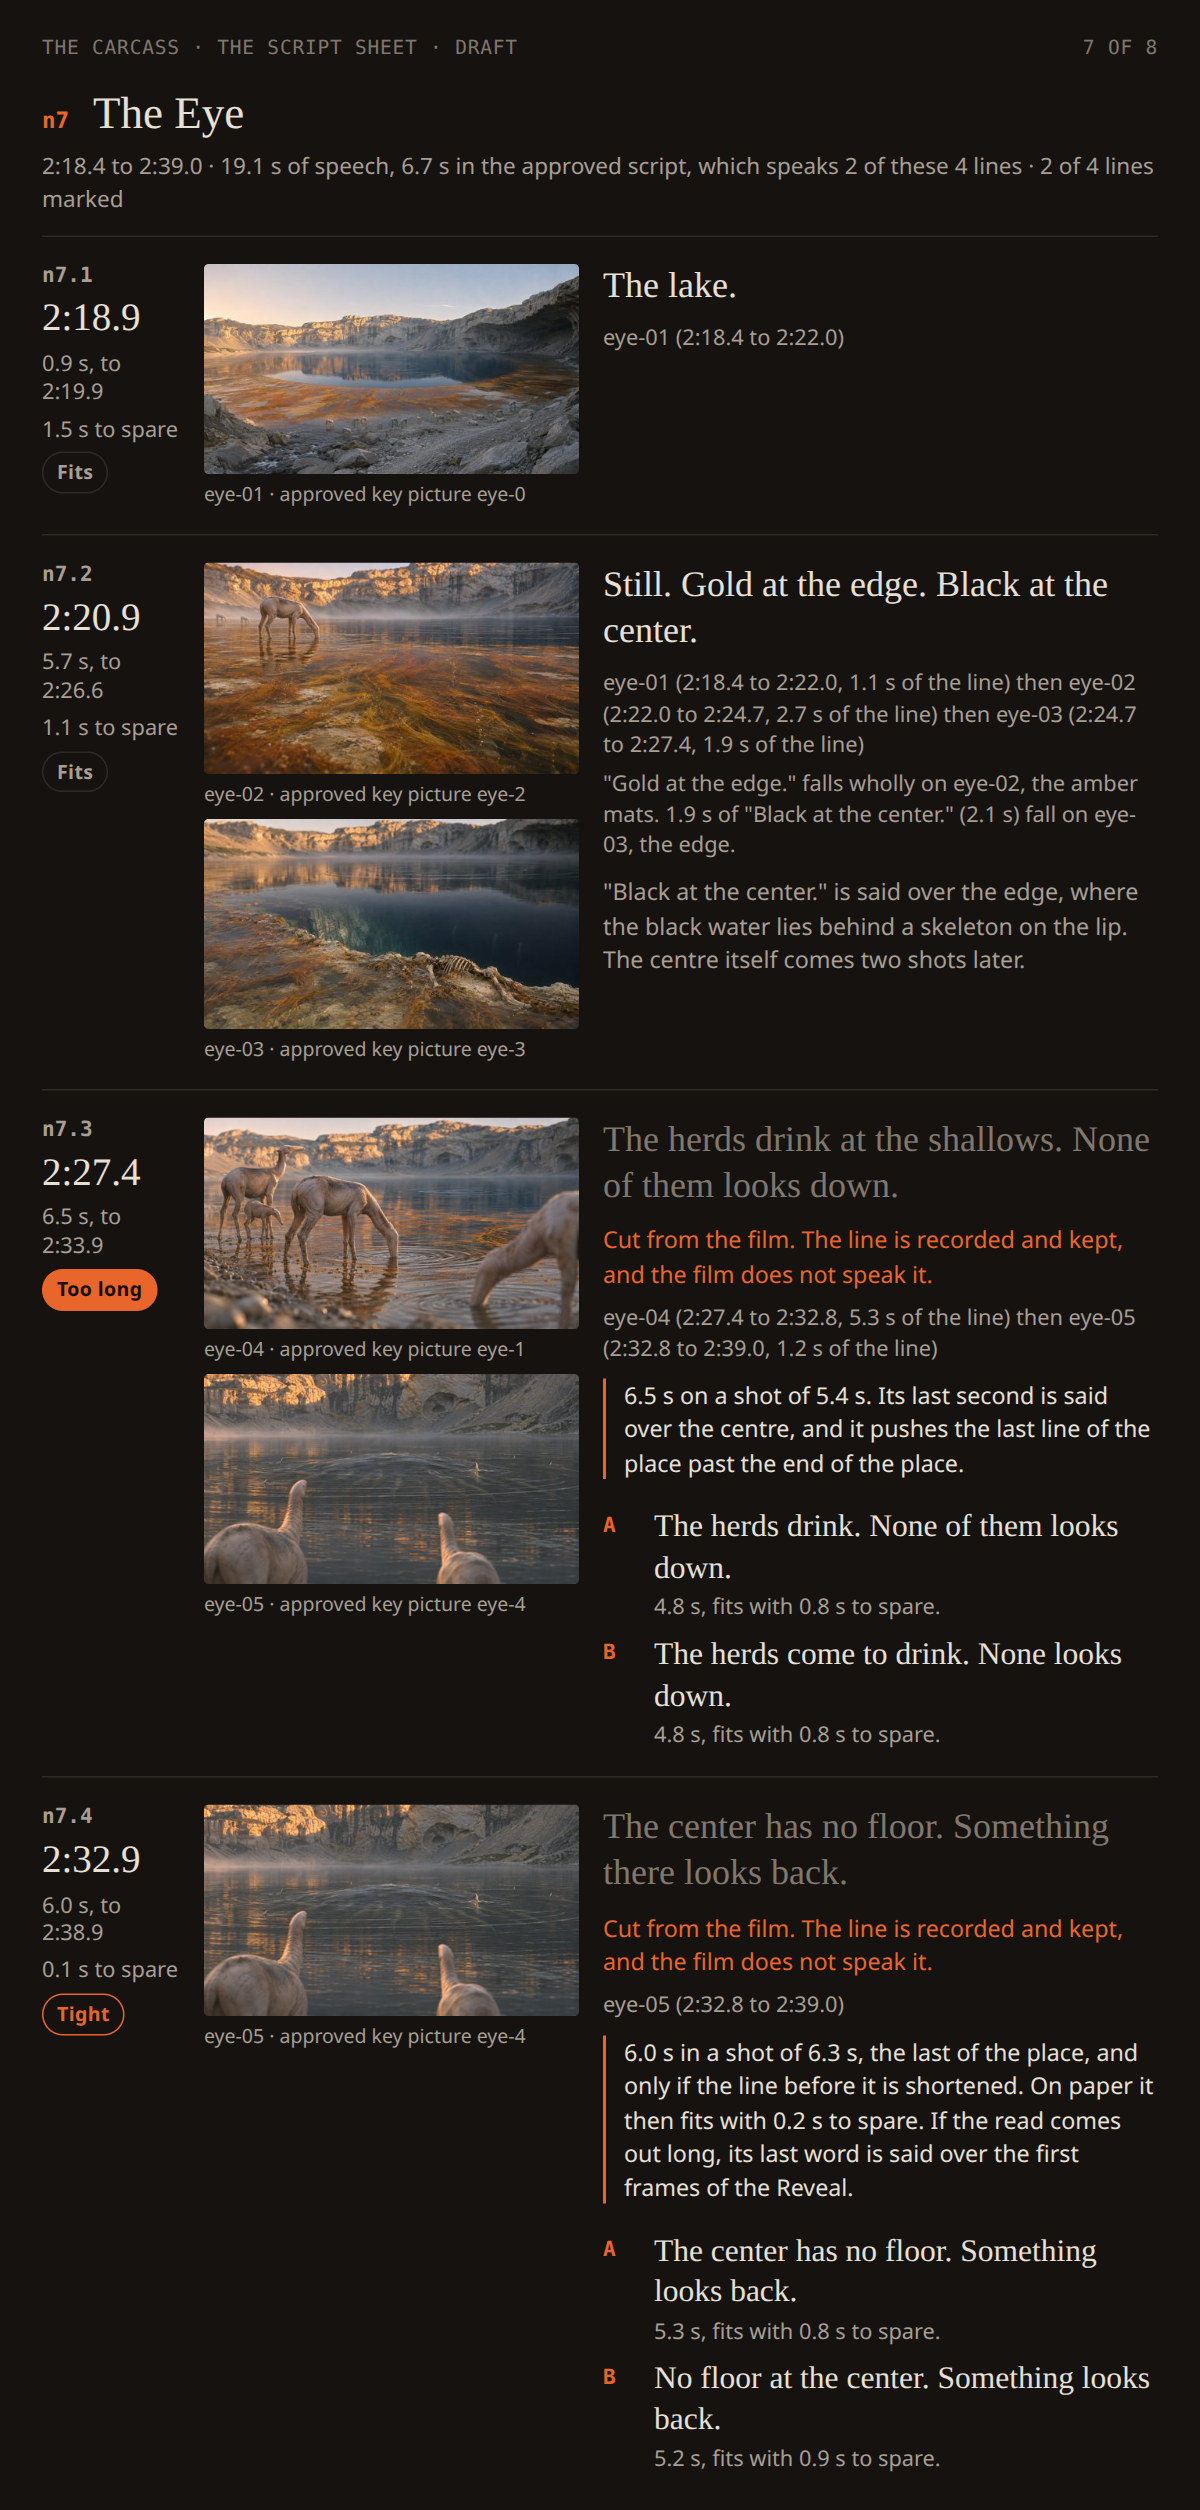 THE CARCASS · THE SCRIPT SHEET · DRAFT
7 OF 8
n7 The Eye
2:18.4 to 2:39.0 · 19.1 s of speech, 6.7 s in the approved script, which speaks 2 of these 4 lines · 2 of 4 lines
marked
n7.1
2:18.9
0.9 s, to
2:19.9
1.5 s to spare
Fits
eye-01 · approved key picture eye-0
The lake.
eye-01 (2:18.4 to 2:22.0)
n7.2
2:20.9
5.7 s, to
2:26.6
1.1 s to spare
Fits
eye-02 · approved key picture eye-2
eye-03 · approved key picture eye-3
Still. Gold at the edge. Black at the
center.
eye-01 (2:18.4 to 2:22.0, 1.1 s of the line) then eye-02
(2:22.0 to 2:24.7, 2.7 s of the line) then eye-03 (2:24.7
to 2:27.4, 1.9 s of the line)
"Gold at the edge." falls wholly on eye-02, the amber
mats. 1.9 s of "Black at the center." (2.1 s) fall on eye-
03, the edge.
"Black at the center." is said over the edge, where
the black water lies behind a skeleton on the lip.
The centre itself comes two shots later.
n7.3
2:27.4
6.5 s, to
2:33.9
Too long
eye-04 · approved key picture eye-1
eye-05 · approved key picture eye-4
The herds drink at the shallows. None
of them looks down.
Cut from the film. The line is recorded and kept,
and the film does not speak it.
eye-04 (2:27.4 to 2:32.8, 5.3 s of the line) then eye-05
(2:32.8 to 2:39.0, 1.2 s of the line)
6.5 s on a shot of 5.4 s. Its last second is said
over the centre, and it pushes the last line of the
place past the end of the place.
A The herds drink. None of them looks
down.
4.8 s, fits with 0.8 s to spare.
B The herds come to drink. None looks
down.
4.8 s, fits with 0.8 s to spare.
n7.4
2:32.9
6.0 s, to
2:38.9
0.1 s to spare
Tight
eye-05 · approved key picture eye-4
The center has no floor. Something
there looks back.
Cut from the film. The line is recorded and kept,
and the film does not speak it.
eye-05 (2:32.8 to 2:39.0)
6.0 s in a shot of 6.3 s, the last of the place, and
only if the line before it is shortened. On paper it
then fits with 0.2 s to spare. If the read comes
out long, its last word is said over the first
frames of the Reveal.
A The center has no floor. Something
looks back.
5.3 s, fits with 0.8 s to spare.
B No floor at the center. Something looks
back.
5.2 s, fits with 0.9 s to spare.